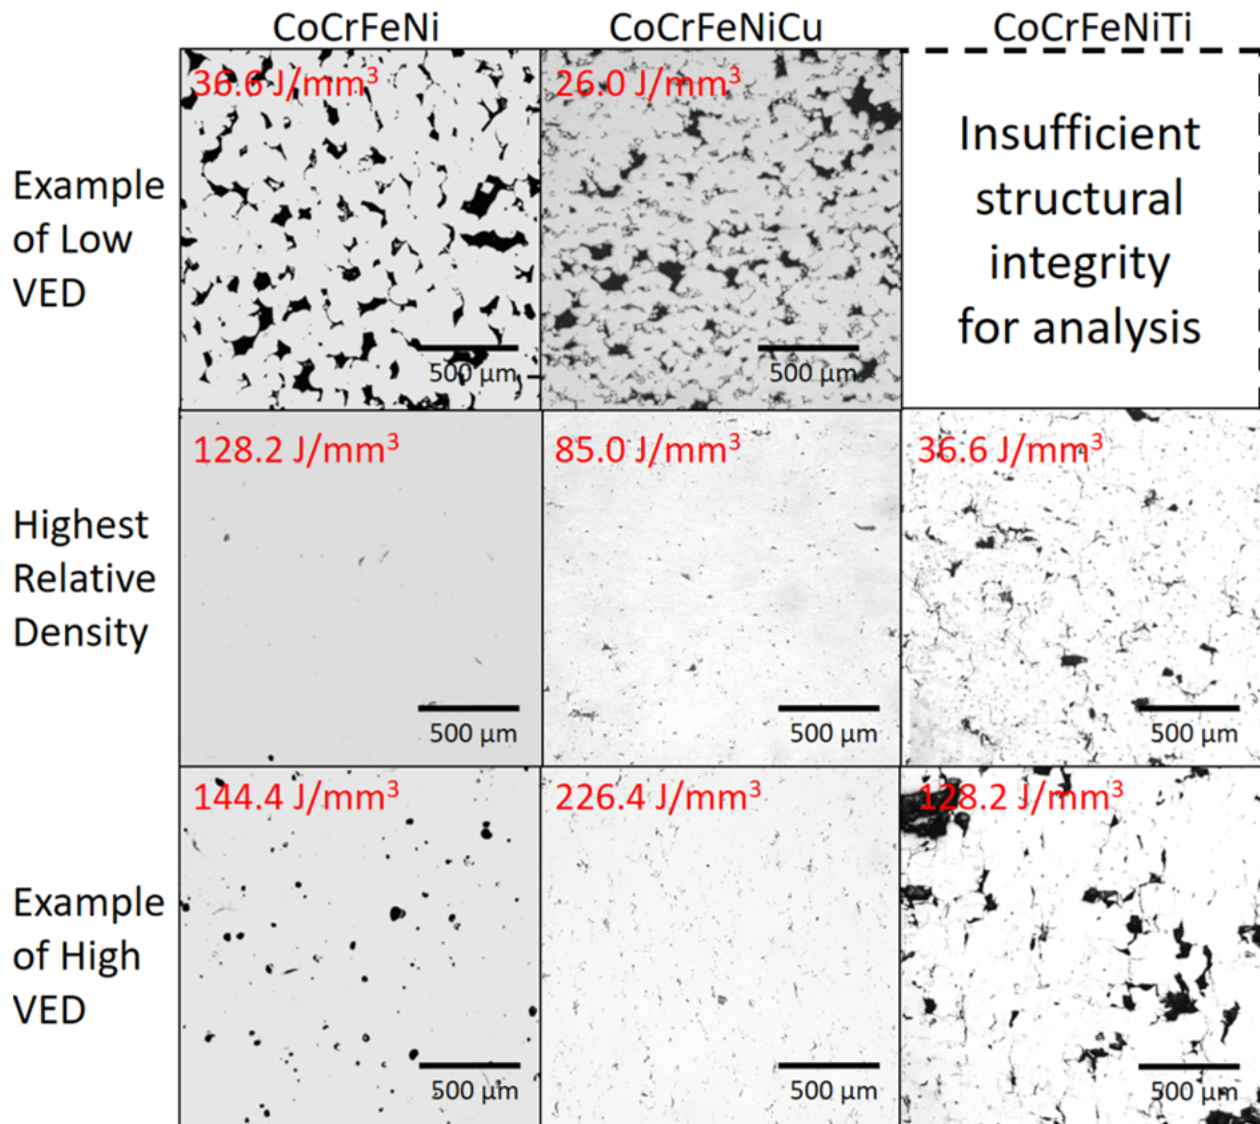 CoCrFeNi CoCrFeNiCu CoCrFeNiTi
Example
of Low
VED
36.6 J/mm³
26.0 J/mm³
Insufficient
structural
integrity
for analysis
500 µm
500 µm
Highest
Relative
Density
128.2 J/mm³
85.0 J/mm³
36.6 J/mm³
500 µm
500 µm
500 µm
Example
of High
VED
144.4 J/mm³
226.4 J/mm³
128.2 J/mm³
500 µm
500 µm
500 µm